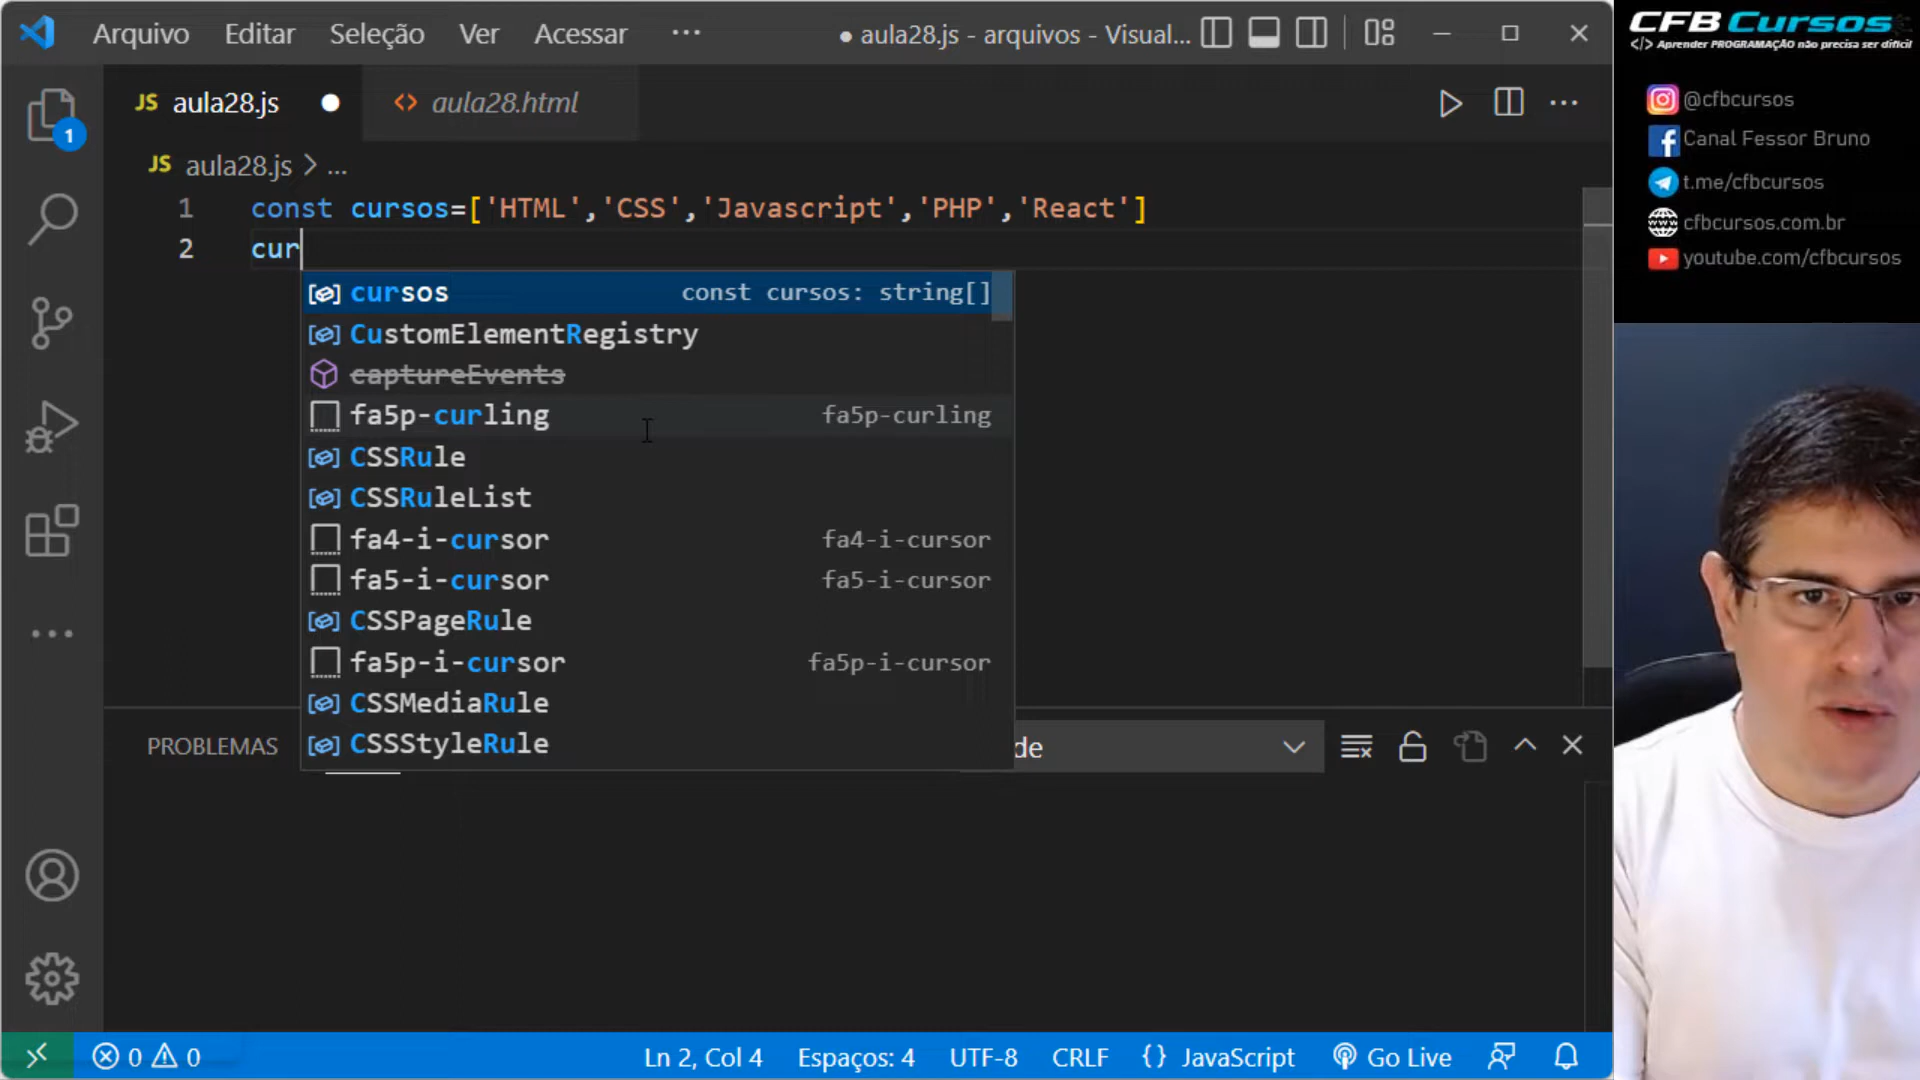 Arquivo Editar Seleção Ver Acessar ··· ● aula28.js - arquivos - Visual...
JS aula28.js ● <> aula28.html
1
JS aula28.js > ...
1 const cursos=['HTML','CSS','Javascript','PHP','React']
2 cur
cursos const cursos: string[]
CustomElementRegistry
captureEvents
fa5p-curling fa5p-curling
CSSRule
CSSRuleList
fa4-i-cursor fa4-i-cursor
fa5-i-cursor fa5-i-cursor
CSSPageRule
fa5p-i-cursor fa5p-i-cursor
CSSMediaRule
CSSStyleRule
PROBLEMAS de
0 0 Ln 2, Col 4 Espaços: 4 UTF-8 CRLF {} JavaScript Go Live
CFB Cursos
</> Aprender PROGRAMAÇÃO não precisa ser difícil
@cfbcursos
Canal Fessor Bruno
t.me/cfbcursos
cfbcursos.com.br
youtube.com/cfbcursos